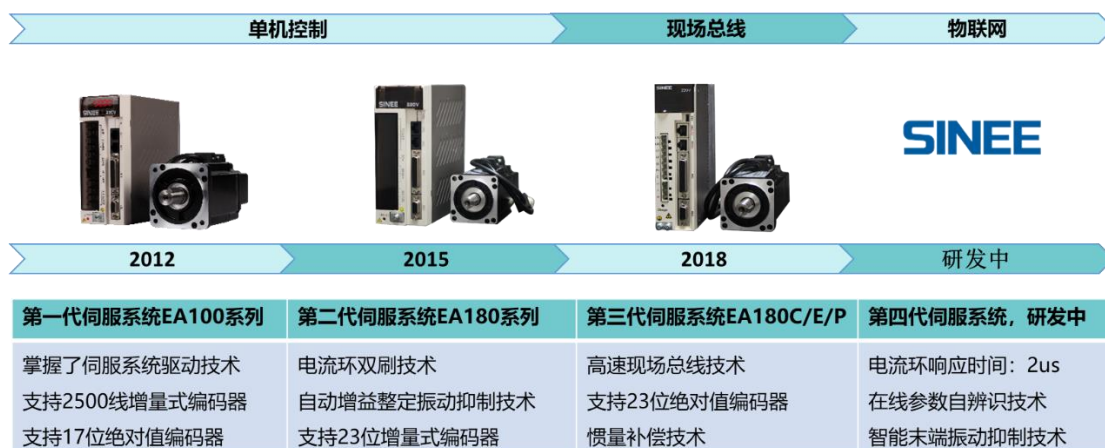 单机控制
现场总线
物联网
SINEE 220V
SINEE 220V
SINEE
SINEE
2012
2015
2018
研发中
第一代伺服系统EA100系列
第二代伺服系统EA180系列
第三代伺服系统EA180C/E/P
第四代伺服系统，研发中
掌握了伺服系统驱动技术
电流环双刷技术
高速现场总线技术
电流环响应时间：2us
支持2500线增量式编码器
自动增益整定振动抑制技术
支持23位绝对值编码器
在线参数自辨识技术
支持17位绝对值编码器
支持23位增量式编码器
惯量补偿技术
智能末端振动抑制技术